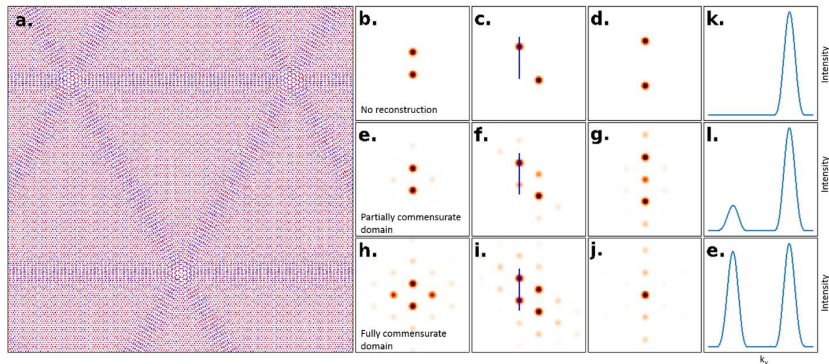 a.
b.
c.
d.
k.
No reconstruction
Intensity
e.
f.
g.
l.
Partially commensurate
domain
Intensity
h.
i.
j.
e.
Fully commensurate
domain
Intensity